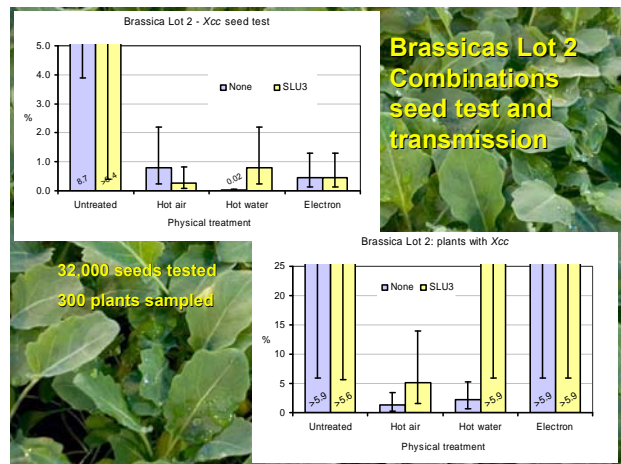 Brassica Lot 2 - Xcc seed test
5.0
4.0
3.0
2.0
1.0
0.0
%
None
SLU3
8.7
0.02
Untreated
Hot air
Hot water
Electron
Physical treatment
Brassicas Lot 2
Combinations
seed test and
transmission
32,000 seeds tested
300 plants sampled
Brassica Lot 2: plants with Xcc
25
20
15
10
5
0
%
None
SLU3
>5.9
>5.6
>5.9
>5.9
>5.9
Untreated
Hot air
Hot water
Electron
Physical treatment